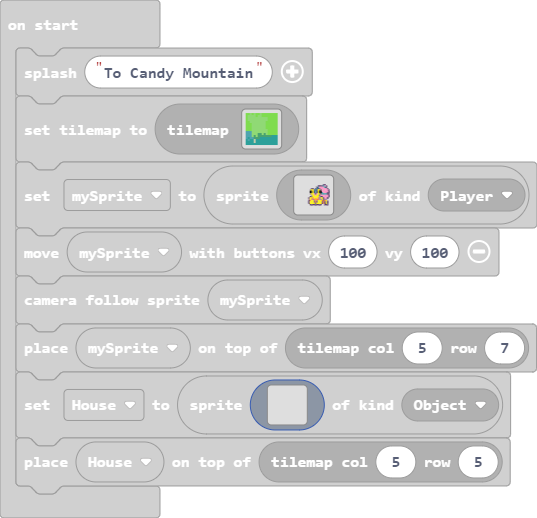 on start
splash "To Candy Mountain"
set tilemap to tilemap
set mySprite to sprite of kind Player
move mySprite with buttons vx 100 vy 100
camera follow sprite mySprite
place mySprite on top of tilemap col 5 row 7
set House to sprite of kind Object
place House on top of tilemap col 5 row 5